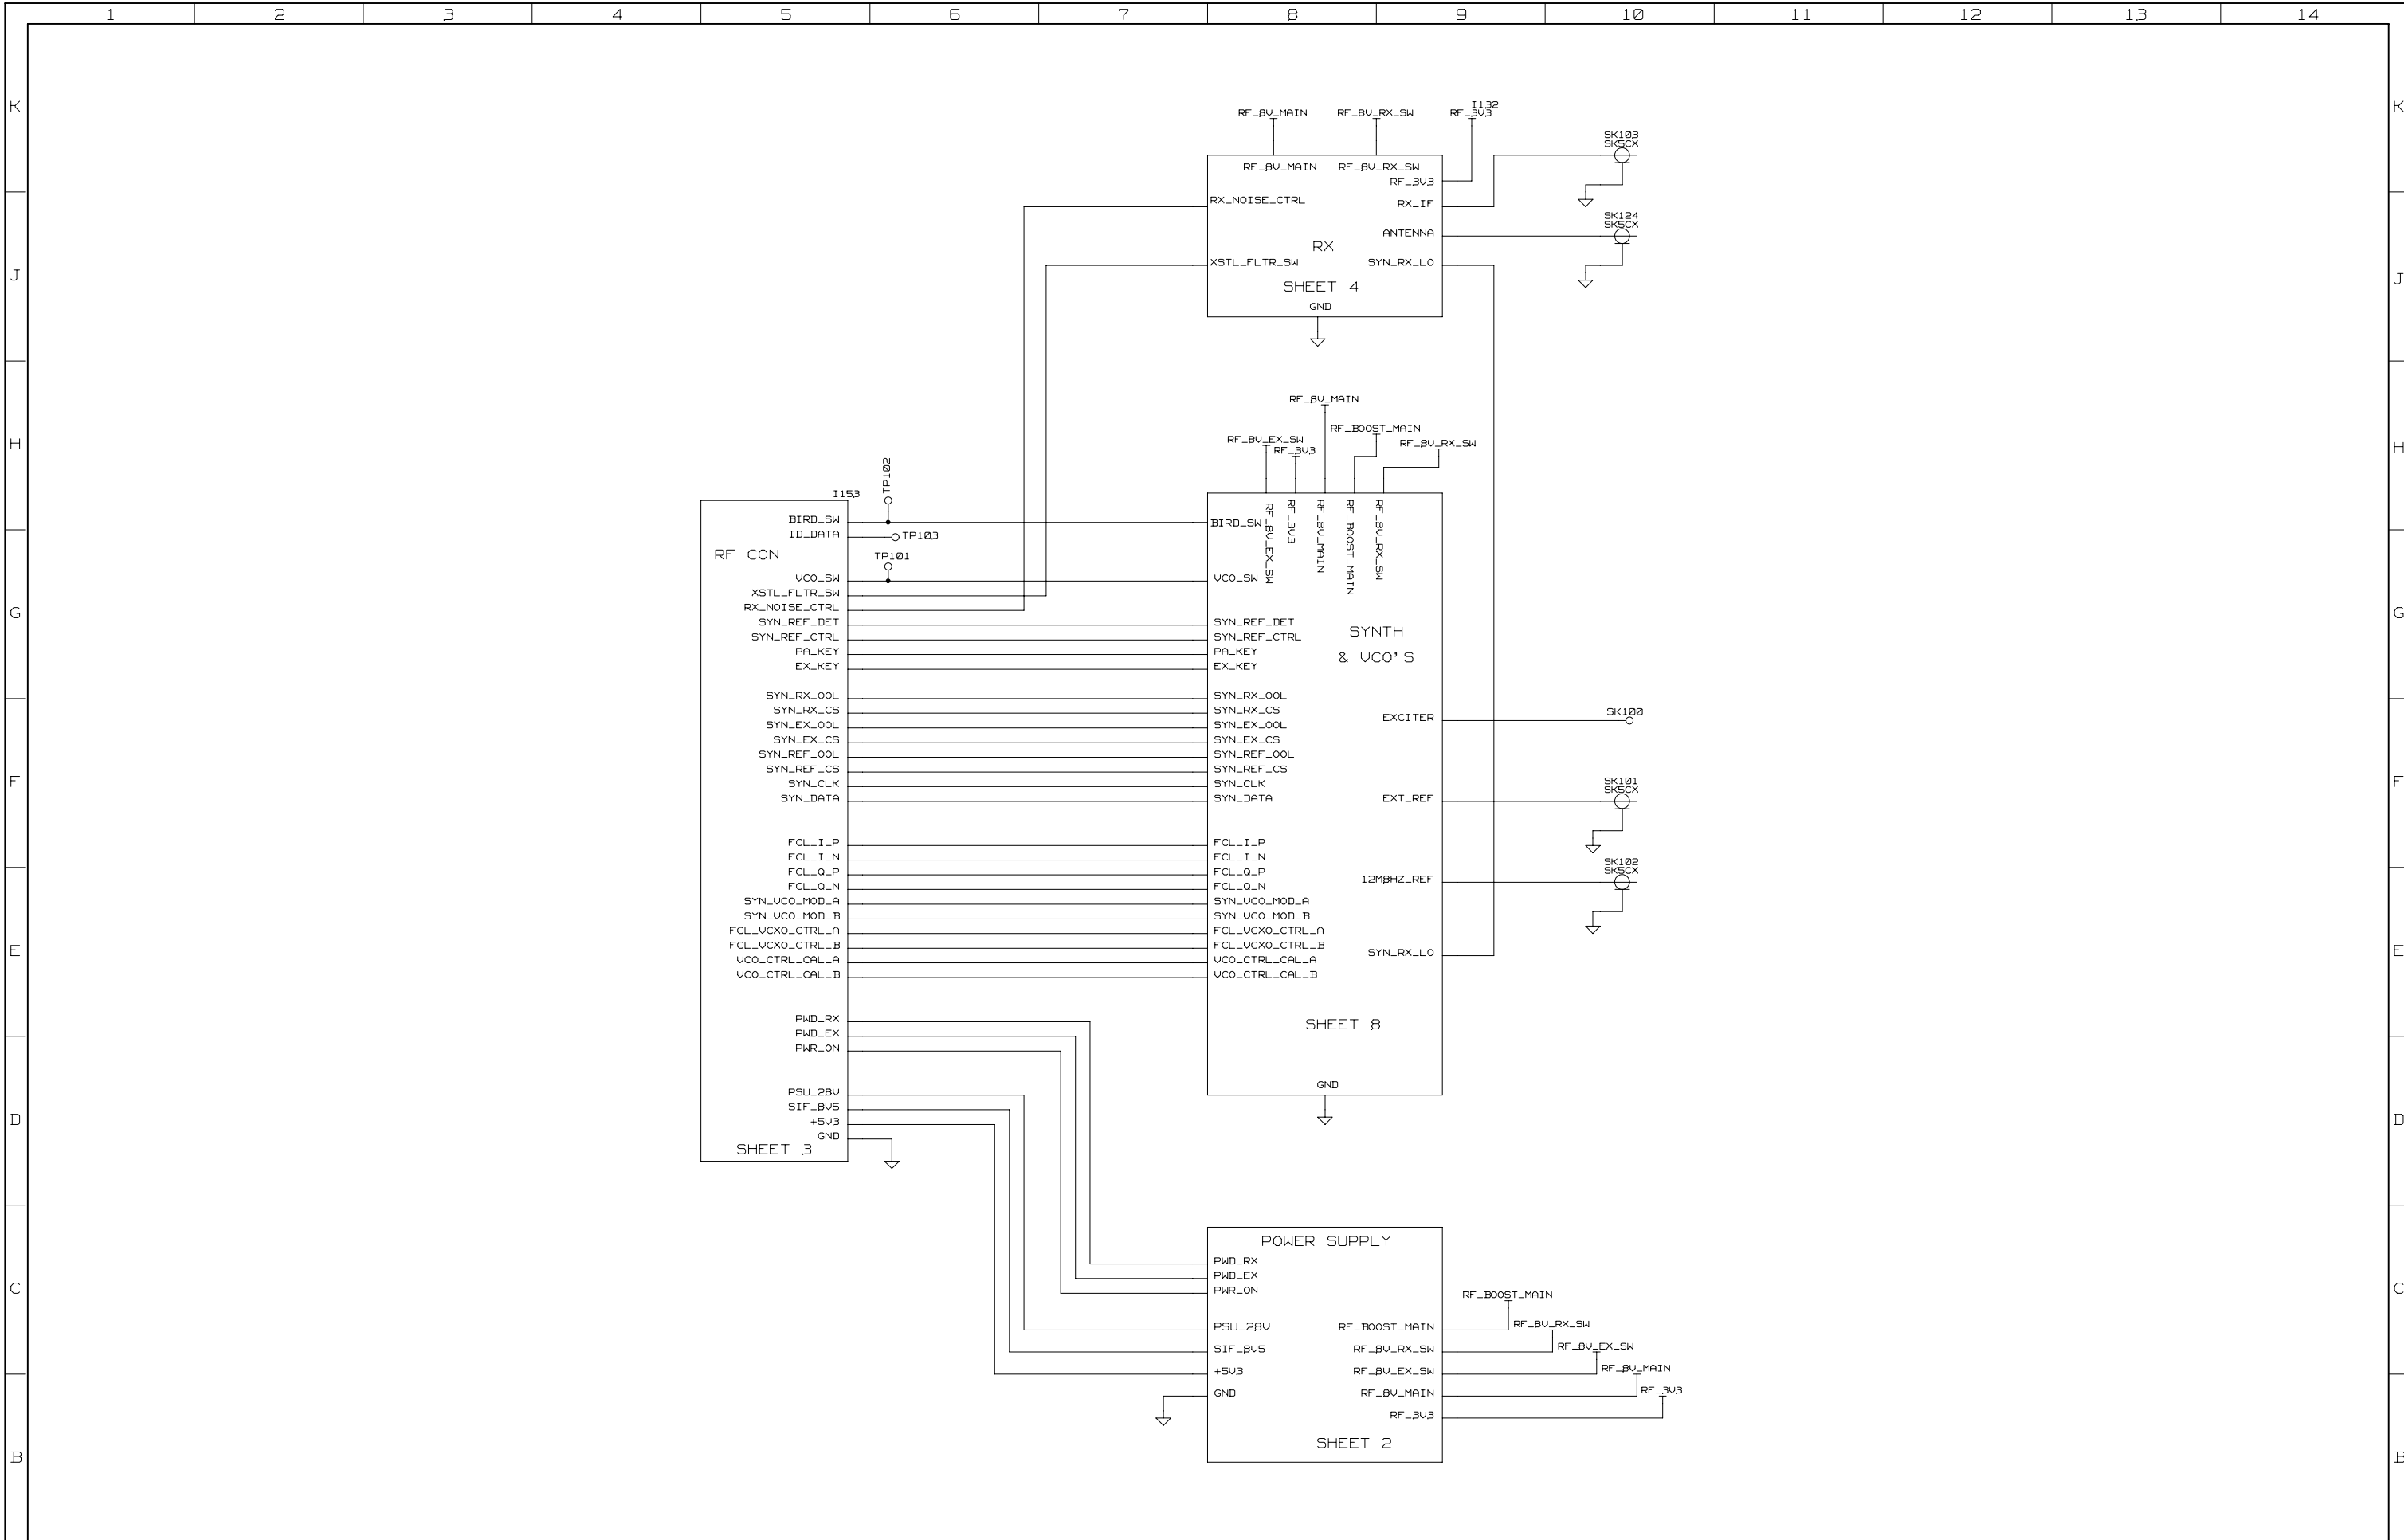 1 2 3 4 5 6 7 8 9 10 11 12 13 14
K K
J J
H H
G G
F F
E E
D D
C C
B B
I132
RF_8V_MAIN RF_8V_RX_SW RF_3V3
RF_8V_MAIN RF_8V_RX_SW
RF_3V3
RX_NOISE_CTRL RX_IF
ANTENNA
RX
XSTL_FLTR_SW SYN_RX_LO
SHEET 4
GND
SK103
SK5CX
SK124
SK5CX
RF_8V_MAIN
RF_BOOST_MAIN
RF_8V_EX_SW
RF_8V_RX_SW
RF_3V3
I153
TP102
BIRD_SW
ID_DATA
TP103
RF CON
TP101
VCO_SW
XSTL_FLTR_SW
RX_NOISE_CTRL
SYN_REF_DET
SYN_REF_CTRL
PA_KEY
EX_KEY
SYN_RX_OOL
SYN_RX_CS
SYN_EX_OOL
SYN_EX_CS
SYN_REF_OOL
SYN_REF_CS
SYN_CLK
SYN_DATA
FCL_I_P
FCL_I_N
FCL_Q_P
FCL_Q_N
SYN_VCO_MOD_A
SYN_VCO_MOD_B
FCL_VCXO_CTRL_A
FCL_VCXO_CTRL_B
VCO_CTRL_CAL_A
VCO_CTRL_CAL_B
PWD_RX
PWD_EX
PWR_ON
PSU_28V
SIF_8V5
+5V3
GND
SHEET 3
BIRD_SW
RF_8V_EX_SW
RF_3V3
RF_8V_MAIN
RF_BOOST_MAIN
RF_8V_RX_SW
VCO_SW
SYN_REF_DET
SYN_REF_CTRL
PA_KEY
EX_KEY
SYNTH
& VCO'S
SYN_RX_OOL
SYN_RX_CS
SYN_EX_OOL
SYN_EX_CS
SYN_REF_OOL
SYN_REF_CS
SYN_CLK
SYN_DATA
FCL_I_P
FCL_I_N
FCL_Q_P
FCL_Q_N
SYN_VCO_MOD_A
SYN_VCO_MOD_B
FCL_VCXO_CTRL_A
FCL_VCXO_CTRL_B
VCO_CTRL_CAL_A
VCO_CTRL_CAL_B
EXCITER
EXT_REF
12M8HZ_REF
SYN_RX_LO
SHEET 8
GND
SK100
SK101
SK5CX
SK102
SK5CX
POWER SUPPLY
PWD_RX
PWD_EX
PWR_ON
PSU_28V
SIF_8V5
+5V3
GND
RF_BOOST_MAIN
RF_8V_RX_SW
RF_8V_EX_SW
RF_8V_MAIN
RF_3V3
SHEET 2
RF_BOOST_MAIN
RF_8V_RX_SW
RF_8V_EX_SW
RF_8V_MAIN
RF_3V3